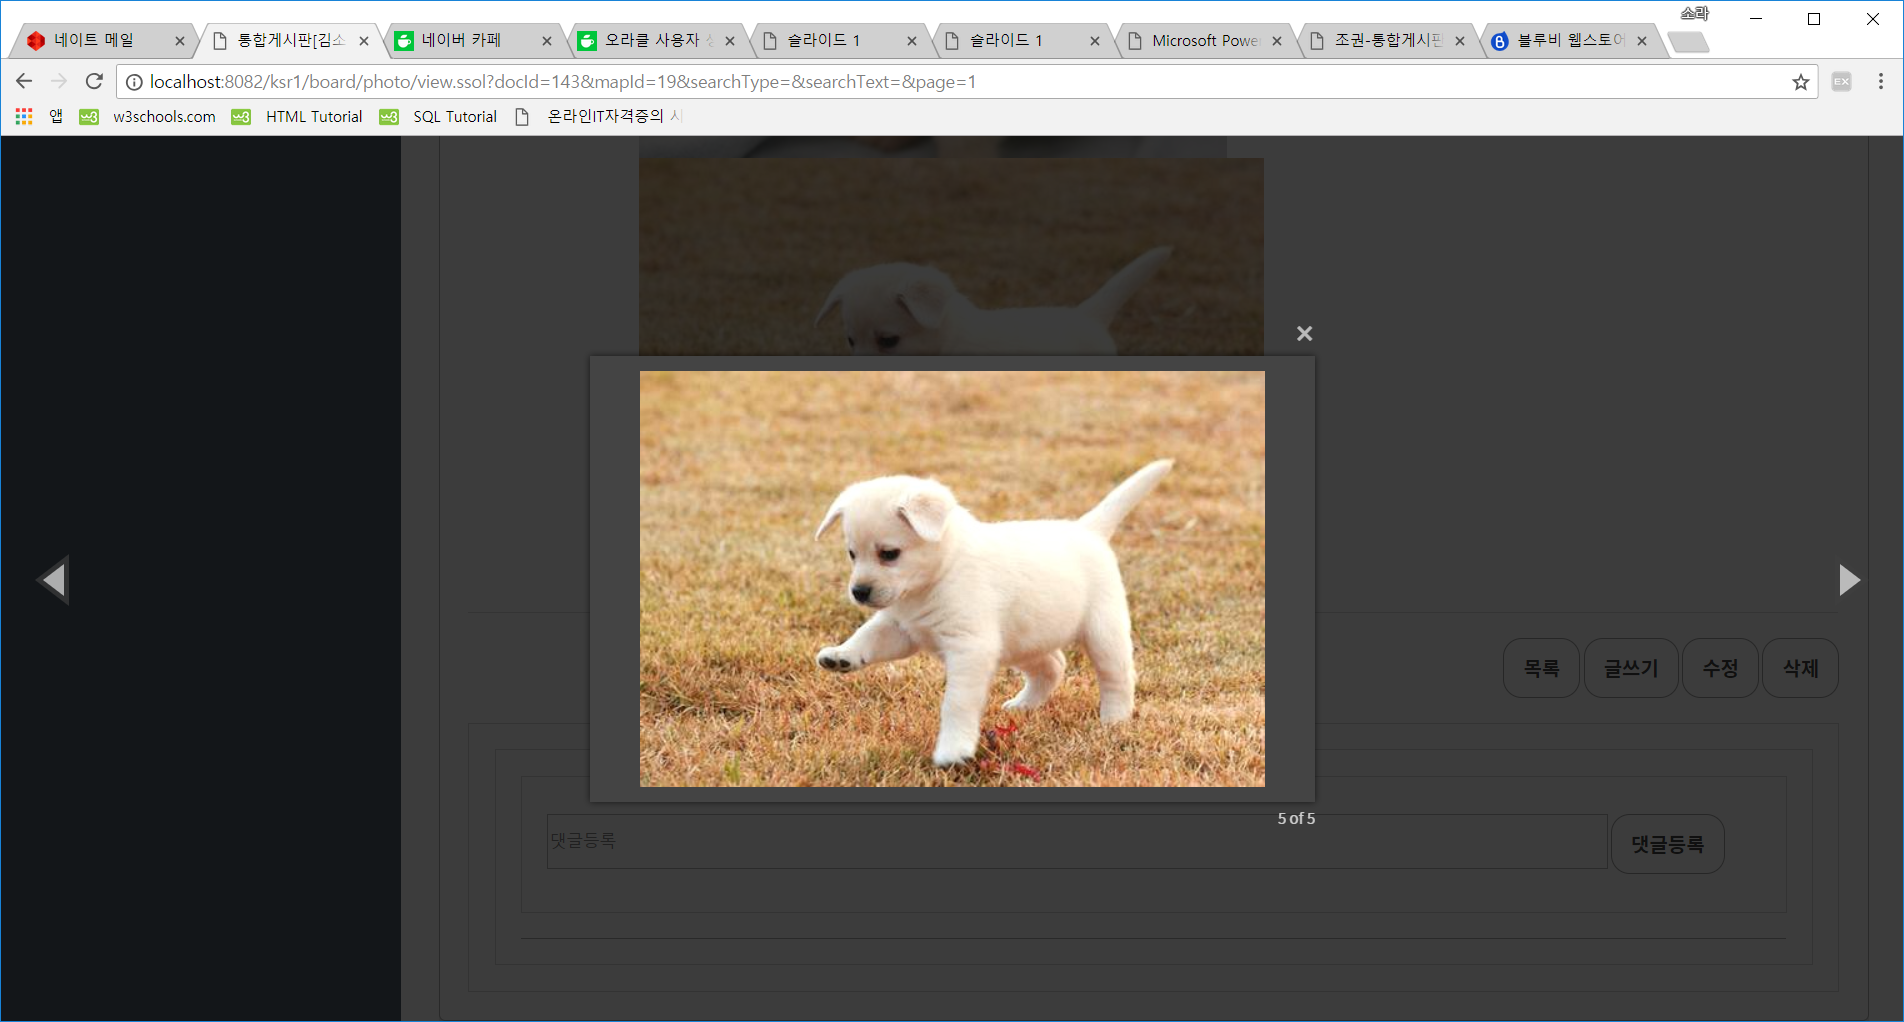 소라
네이트 메일
통합게시판[김소
네이버 카페
오라클 사용자
슬라이드 1
슬라이드 1
Microsoft Power
조권-통합게시판
블루비 웹스토어
localhost:8082/ksr1/board/photo/view.ssol?docId=143&mapId=19&searchType=&searchText=&page=1
EX
앱
w3schools.com
HTML Tutorial
SQL Tutorial
온라인IT자격증의 시
목록
글쓰기
수정
삭제
5 of 5
댓글등록
댓글등록